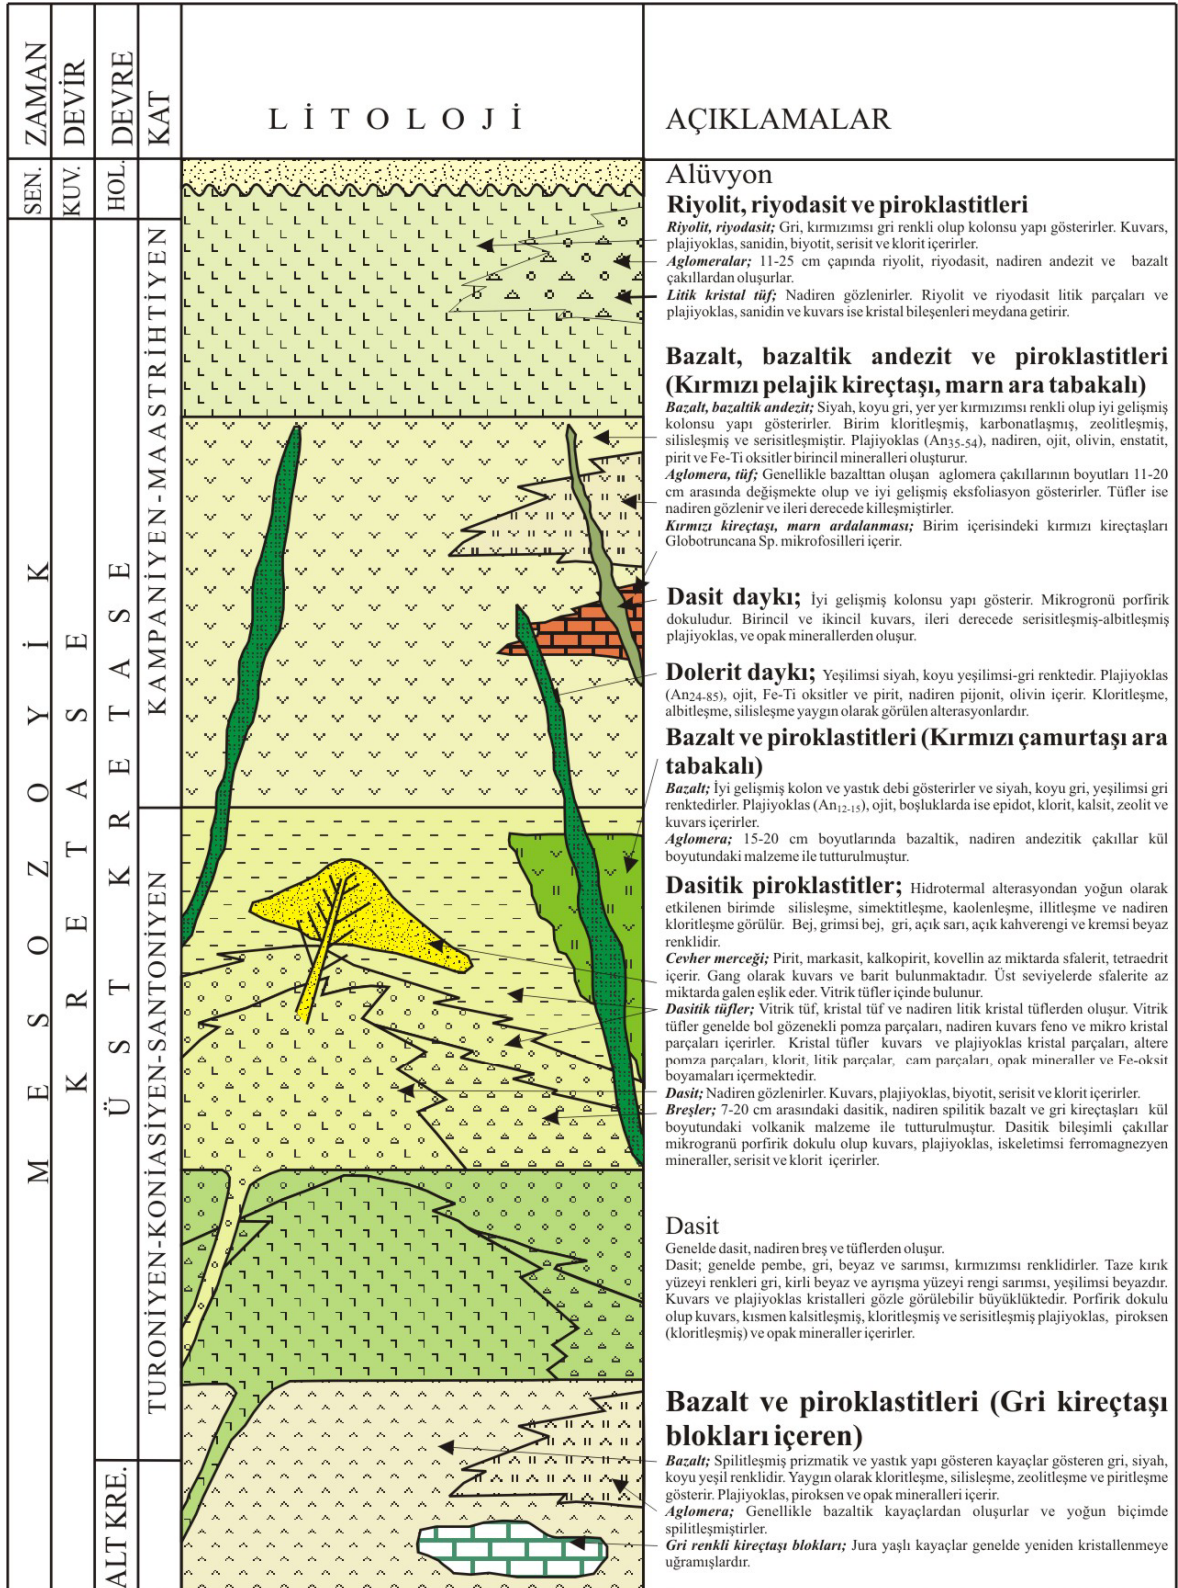 ZAMAN
DEVİR
DEVRE
KAT
LİTOLOJİ
AÇIKLAMALAR
SEN.
KUV.
HOL.
MESOZOYİK
KRETASE
ÜST KRETASE
ALT KRE.
KAMPANİYEN-MAASTRİHTİYEN
TURONİYEN-KONİASİYEN-SANTONİYEN
Alüvyon
Riyolit, riyodasit ve piroklastitleri
Riyolit, riyodasit; Gri, kırmızımsı gri renkli olup kolonsu yapı gösterirler. Kuvars,
plajiyoklas, sanidin, biyotit, serisit ve klorit içerirler.
Aglomeralar; 11-25 cm çapında riyolit, riyodasit, nadiren andezit ve bazalt
çakıllardan oluşurlar.
Litik kristal tüf; Nadiren gözlenirler. Riyolit ve riyodasit litik parçaları ve
plajiyoklas, sanidin ve kuvars ise kristal bileşenleri meydana getirir.
Bazalt, bazaltik andezit ve piroklastitleri
(Kırmızı pelajik kireçtaşı, marn ara tabakalı)
Bazalt, bazaltik andezit; Siyah, koyu gri, yer yer kırmızımsı renkli olup iyi gelişmiş
kolonsu yapı gösterirler. Birim kloritleşmiş, karbonatlaşmış, zeolitleşmiş,
silisleşmiş ve serisitleşmiştir. Plajiyoklas (An35-54), nadiren, ojit, olivin, enstatit,
pirit ve Fe-Ti oksitler birincil mineralleri oluşturur.
Aglomera, tüf; Genellikle bazalttan oluşan aglomera çakıllarının boyutları 11-20
cm arasında değişmekte olup ve iyi gelişmiş eksfoliasyon gösterirler. Tüfler ise
nadiren gözlenir ve ileri derecede killeşmiştirler.
Kırmızı kireçtaşı, marn ardalanması; Birim içerisindeki kırmızı kireçtaşları
Globotruncana Sp. mikrofosilleri içerir.
Dasit daykı; İyi gelişmiş kolonsu yapı gösterir. Mikrogronü porfirik
dokuludur. Birincil ve ikincil kuvars, ileri derecede serisitleşmiş-albitleşmiş
plajiyoklas, ve opak minerallerden oluşur.
Dolerit daykı; Yeşilimsi siyah, koyu yeşilimsi-gri renktedir. Plajiyoklas
(An24-85), ojit, Fe-Ti oksitler ve pirit, nadiren pijonit, olivin içerir. Kloritleşme,
albitleşme, silisleşme yaygın olarak görülen alterasyonlardır.
Bazalt ve piroklastitleri (Kırmızı çamurtaşı ara
tabakalı)
Bazalt; İyi gelişmiş kolon ve yastık debi gösterirler ve siyah, koyu gri, yeşilimsi gri
renktedirler. Plajiyoklas (An12-15), ojit, boşluklarda ise epidot, klorit, kalsit, zeolit ve
kuvars içerirler.
Aglomera; 15-20 cm boyutlarında bazaltik, nadiren andezitik çakıllar kül
boyutundaki malzeme ile tutturulmuştur.
Dasitik piroklastitler; Hidrotermal alterasyondan yoğun olarak
etkilenen birimde silisleşme, simektitleşme, kaolenleşme, illitleşme ve nadiren
kloritleşme görülür. Bej, grimsi bej, gri, açık sarı, açık kahverengi ve kremsi beyaz
renklidir.
Cevher merceği; Pirit, markasit, kalkopirit, kovellin az miktarda sfalerit, tetraedrit
içerir. Gang olarak kuvars ve barit bulunmaktadır. Üst seviyelerde sfalerite az
miktarda galen eşlik eder. Vitrik tüfler içinde bulunur.
Dasitik tüfler; Vitrik tüf, kristal tüf ve nadiren litik kristal tüflerden oluşur. Vitrik
tüfler genelde bol gözenekli pomza parçaları, nadiren kuvars feno ve mikro kristal
parçaları içerirler. Kristal tüfler kuvars ve plajiyoklas kristal parçaları, altere
pomza parçaları, klorit, litik parçalar, cam parçaları, opak mineraller ve Fe-oksit
boyamaları içermektedir.
Dasit; Nadiren gözlenirler. Kuvars, plajiyoklas, biyotit, serisit ve klorit içerirler.
Breşler; 7-20 cm arasındaki dasitik, nadiren spilitik bazalt ve gri kireçtaşları kül
boyutundaki volkanik malzeme ile tutturulmuştur. Dasitik bileşimli çakıllar
mikrogranü porfirik dokulu olup kuvars, plajiyoklas, iskeletimsi ferromagnezyen
mineraller, serisit ve klorit içerirler.
Dasit
Genelde dasit, nadiren breş ve tüflerden oluşur.
Dasit; genelde pembe, gri, beyaz ve sarımsı, kırmızımsı renklidirler. Taze kırık
yüzeyi renkleri gri, kirli beyaz ve ayrışma yüzeyi rengi sarımsı, yeşilimsi beyazdır.
Kuvars ve plajiyoklas kristalleri gözle görülebilir büyüklüktedir. Porfirik dokulu
olup kuvars, kısmen kalsitleşmiş, kloritleşmiş ve serisitleşmiş plajiyoklas, piroksen
(kloritleşmiş) ve opak mineraller içerirler.
Bazalt ve piroklastitleri (Gri kireçtaşı
blokları içeren)
Bazalt; Spilitleşmiş prizmatik ve yastık yapı gösteren kayaçlar gösteren gri, siyah,
koyu yeşil renklidir. Yaygın olarak kloritleşme, silisleşme, zeolitleşme ve piritleşme
gösterir. Plajiyoklas, piroksen ve opak mineralleri içerir.
Aglomera; Genellikle bazaltik kayaçlardan oluşurlar ve yoğun biçimde
spilitleşmiştirler.
Gri renkli kireçtaşı blokları; Jura yaşlı kayaçlar genelde yeniden kristallenmeye
uğramışlardır.